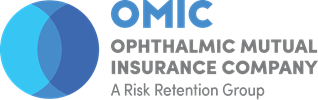 OMIC
OPHTHALMIC MUTUAL
INSURANCE COMPANY
A Risk Retention Group